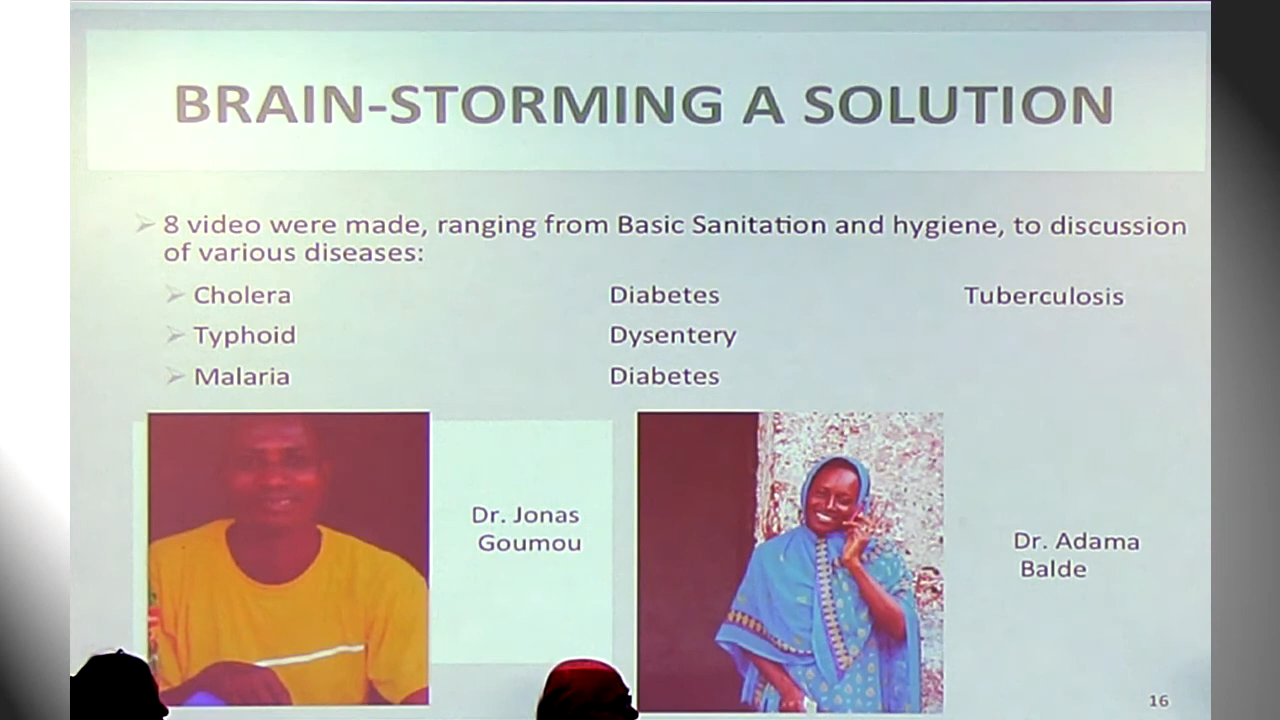 BRAIN-STORMING A SOLUTION
8 video were made, ranging from Basic Sanitation and hygiene, to discussion
of various diseases:
Cholera Diabetes Tuberculosis
Typhoid Dysentery
Malaria Diabetes
Dr. Jonas
Goumou
Dr. Adama
Balde
16